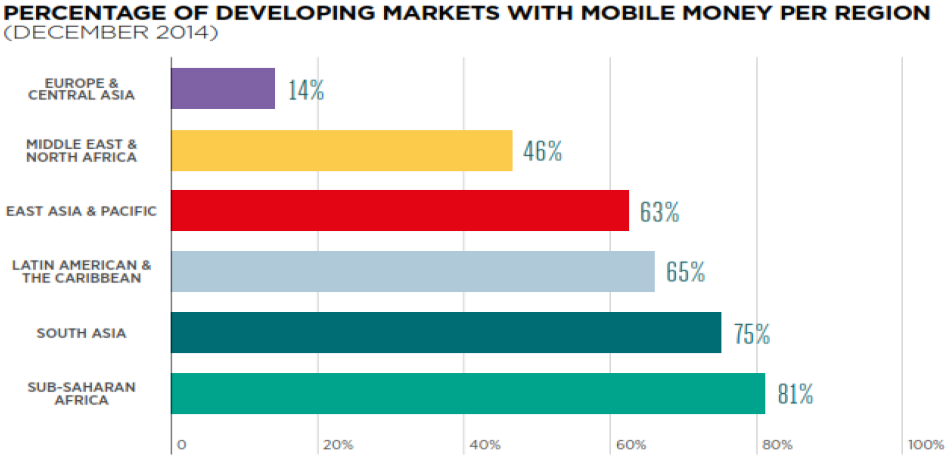 PERCENTAGE OF DEVELOPING MARKETS WITH MOBILE MONEY PER REGION
(DECEMBER 2014)
EUROPE &
CENTRAL ASIA
14%
MIDDLE EAST &
NORTH AFRICA
46%
EAST ASIA & PACIFIC
63%
LATIN AMERICAN &
THE CARIBBEAN
65%
SOUTH ASIA
75%
SUB-SAHARAN
AFRICA
81%
0 20% 40% 60% 80% 100%